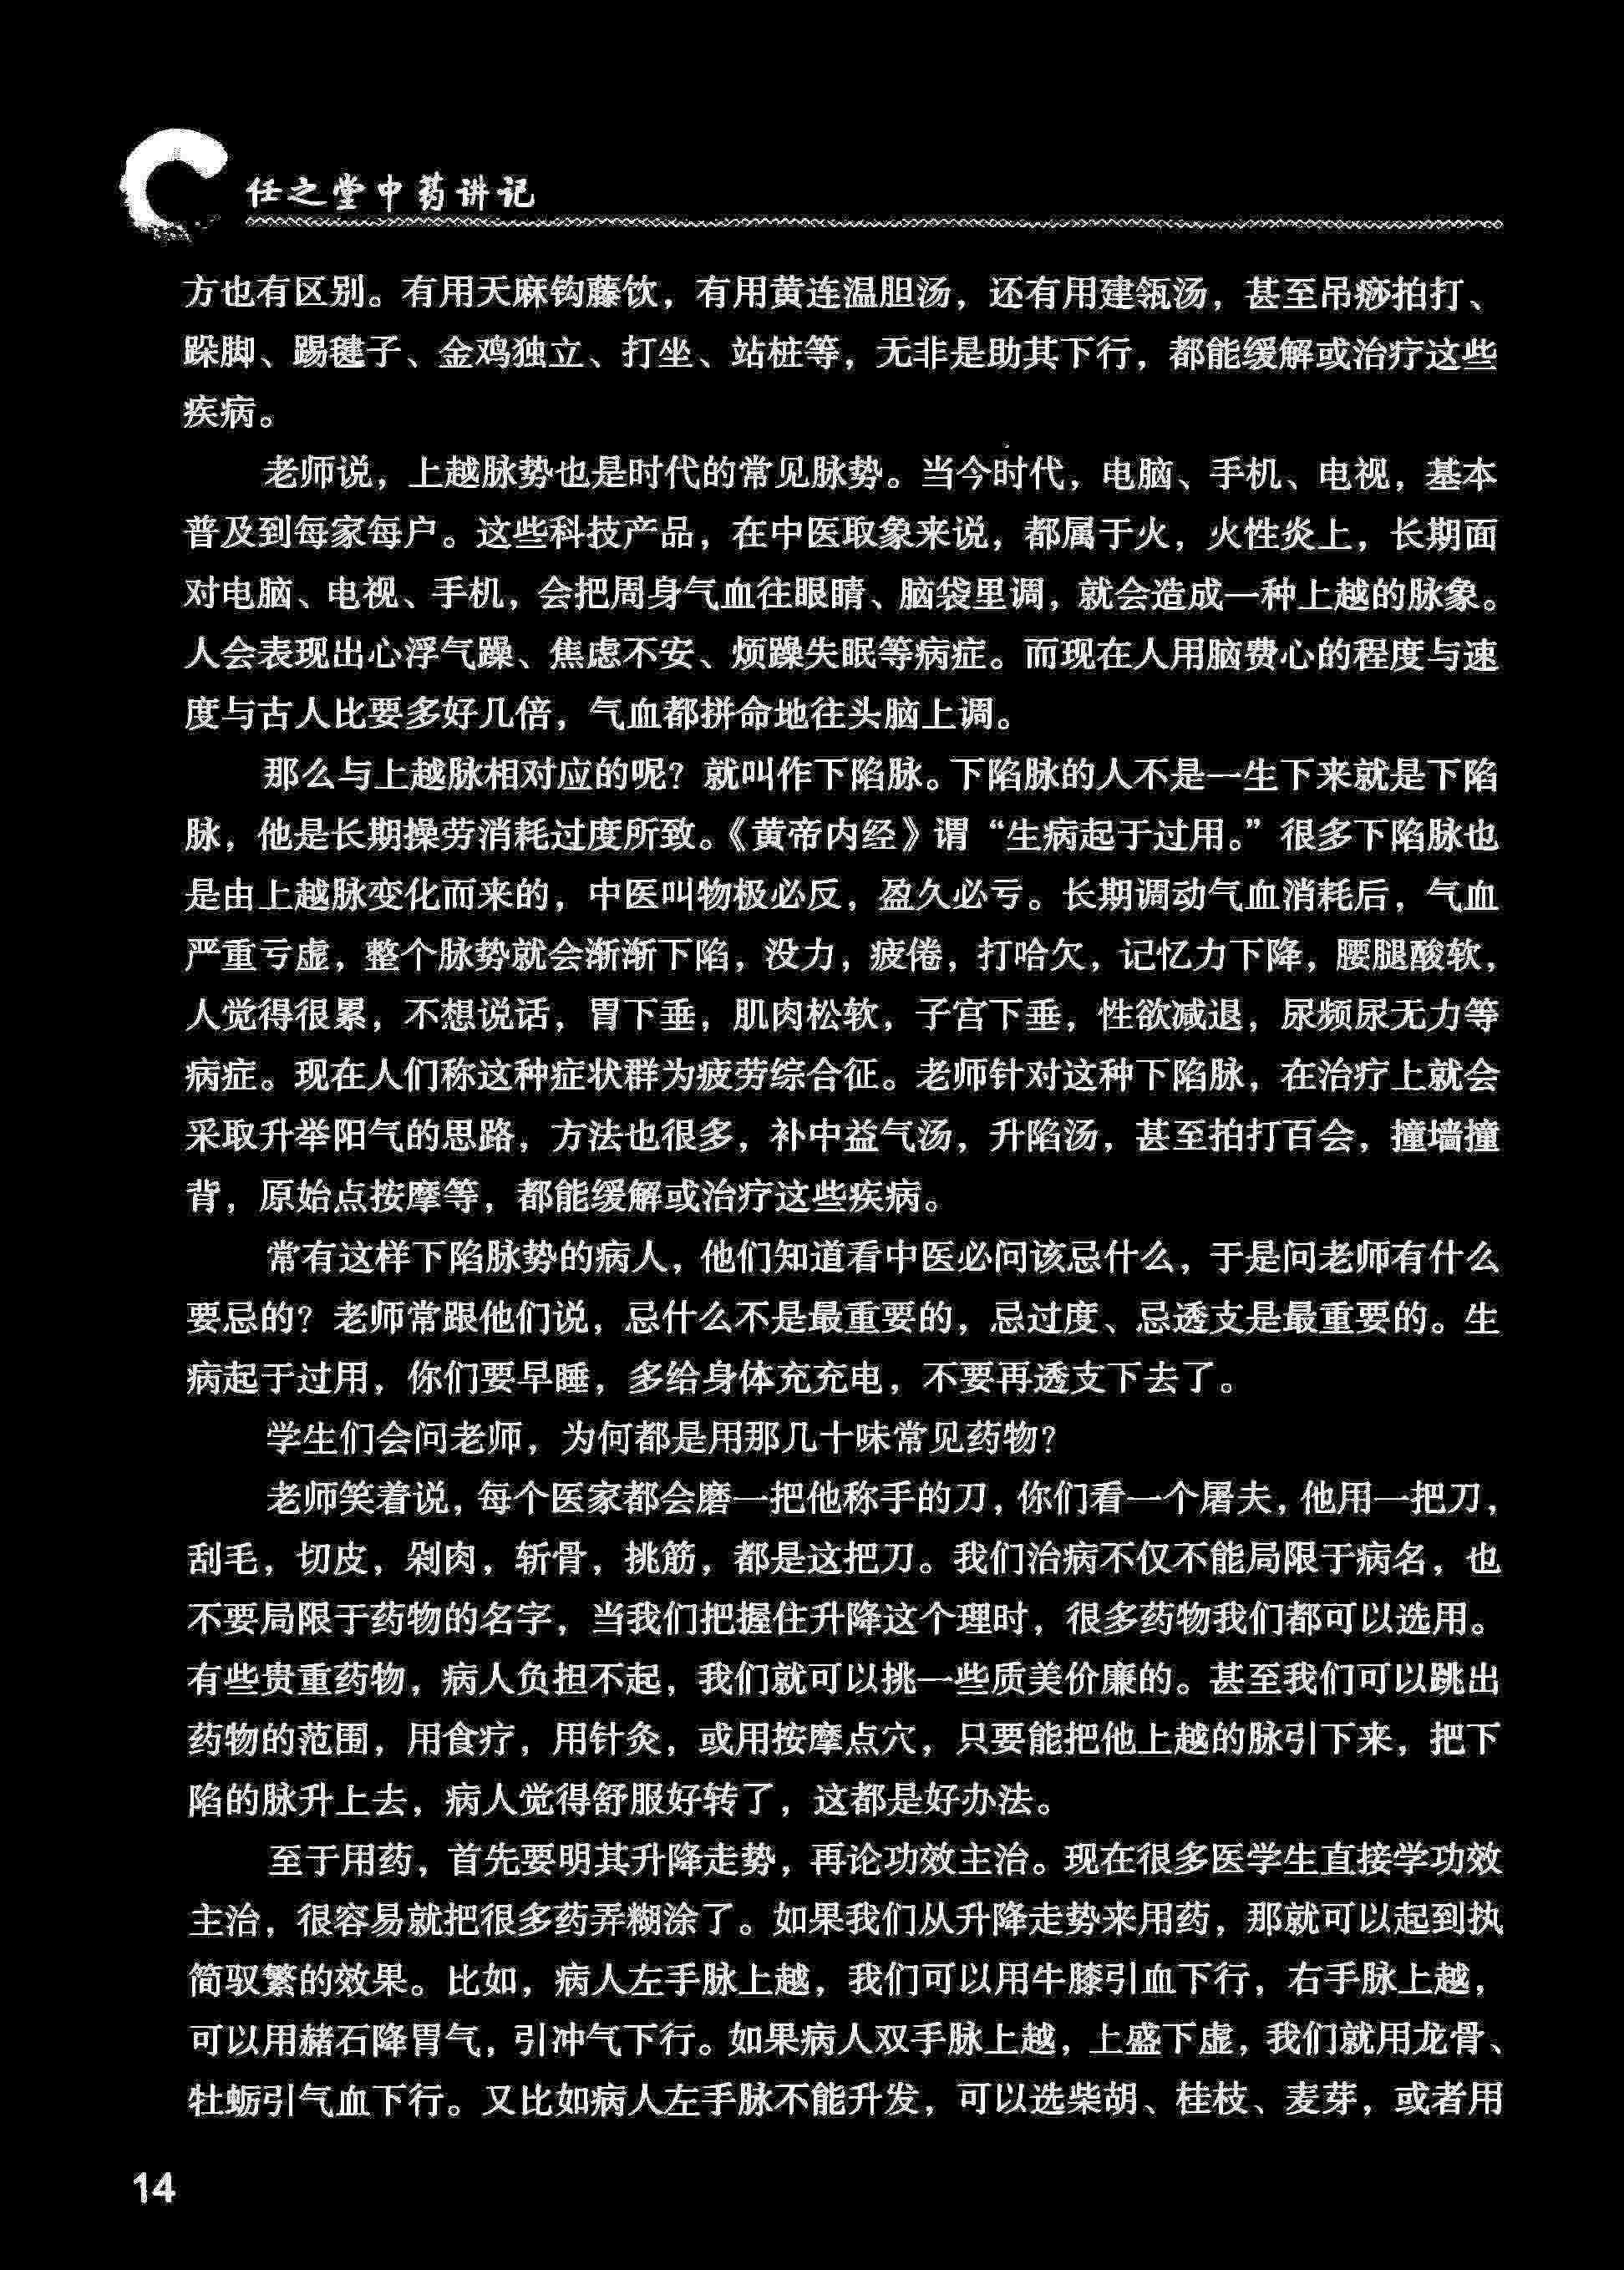 任之堂中药讲记
方也有区别。有用天麻钩藤饮，有用黄连温胆汤，还有用建瓴汤，甚至吊痧拍打、
跺脚、踢毽子、金鸡独立、打坐、站桩等，无非是助其下行，都能缓解或治疗这些
疾病。
老师说，上越脉势也是时代的常见脉势。当今时代，电脑、手机、电视，基本
普及到每家每户。这些科技产品，在中医取象来说，都属于火，火性炎上，长期面
对电脑、电视、手机，会把周身气血往眼睛、脑袋里调，就会造成一种上越的脉象。
人会表现出心浮气躁、焦虑不安、烦躁失眠等病症。而现在人用脑费心的程度与速
度与古人比要多好几倍，气血都拼命地往头脑上调。
那么与上越脉相对应的呢？就叫作下陷脉。下陷脉的人不是一生下来就是下陷
脉，他是长期操劳消耗过度所致。《黄帝内经》谓“生病起于过用。”很多下陷脉也
是由上越脉变化而来的，中医叫物极必反，盈久必亏。长期调动气血消耗后，气血
严重亏虚，整个脉势就会渐渐下陷，没力，疲倦，打哈欠，记忆力下降，腰腿酸软，
人觉得很累，不想说话，胃下垂，肌肉松软，子宫下垂，性欲减退，尿频尿无力等
病症。现在人们称这种症状群为疲劳综合征。老师针对这种下陷脉，在治疗上就会
采取升举阳气的思路，方法也很多，补中益气汤，升陷汤，甚至拍打百会，撞墙撞
背，原始点按摩等，都能缓解或治疗这些疾病。
常有这样下陷脉势的病人，他们知道看中医必问该忌什么，于是问老师有什么
要忌的？老师常跟他们说，忌什么不是最重要的，忌过度、忌透支是最重要的。生
病起于过用，你们要早睡，多给身体充充电，不要再透支下去了。
学生们会问老师，为何都是用那几十味常见药物？
老师笑着说，每个医家都会磨一把他称手的刀，你们看一个屠夫，他用一把刀，
刮毛，切皮，剁肉，斩骨，挑筋，都是这把刀。我们治病不仅不能局限于病名，也
不要局限于药物的名字，当我们把握住升降这个理时，很多药物我们都可以选用。
有些贵重药物，病人负担不起，我们就可以挑一些质美价廉的。甚至我们可以跳出
药物的范围，用食疗，用针灸，或用按摩点穴，只要能把他上越的脉引下来，把下
陷的脉升上去，病人觉得舒服好转了，这都是好办法。
至于用药，首先要明其升降走势，再论功效主治。现在很多医学生直接学功效
主治，很容易就把很多药弄糊涂了。如果我们从升降走势来用药，那就可以起到执
简驭繁的效果。比如，病人左手脉上越，我们可以用牛膝引血下行，右手脉上越，
可以用赭石降胃气，引冲气下行。如果病人双手脉上越，上盛下虚，我们就用龙骨、
牡蛎引气血下行。又比如病人左手脉不能升发，可以选柴胡、桂枝、麦芽，或者用
14